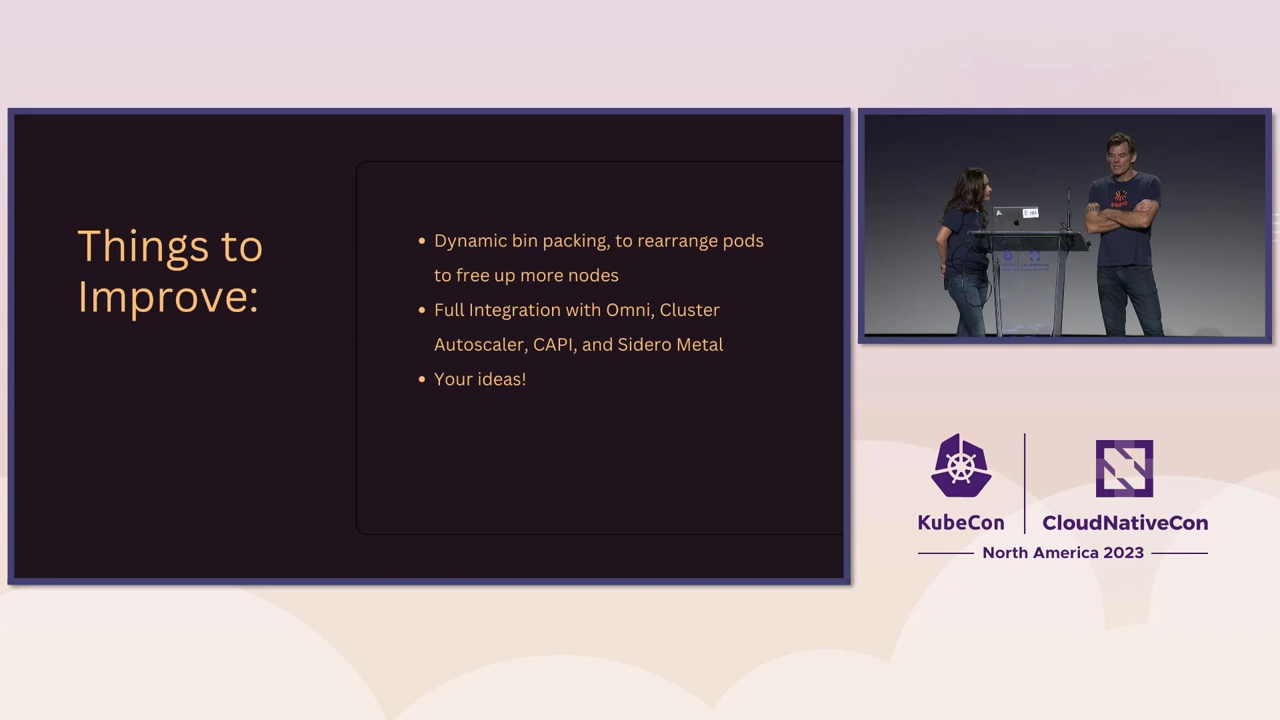 Things to
Improve:
• Dynamic bin packing, to rearrange pods
to free up more nodes
• Full Integration with Omni, Cluster
Autoscaler, CAPI, and Sidero Metal
• Your ideas!
KubeCon
CloudNativeCon
North America 2023